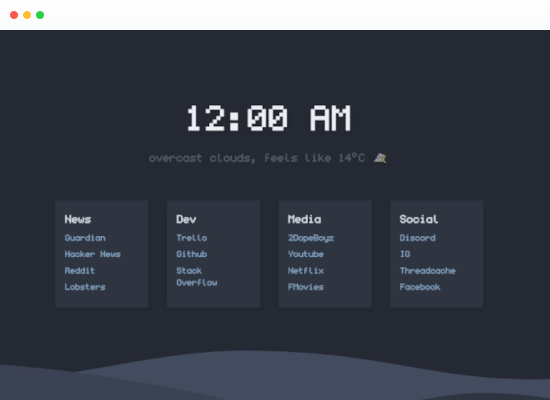 12:00 AM
overcast clouds, feels like 14°C
News
Guardian
Hacker News
Reddit
Lobsters
Dev
Trello
Github
Stack
Overflow
Media
2DopeBoyz
Youtube
Netflix
FMovies
Social
Discord
IG
Threadcache
Facebook